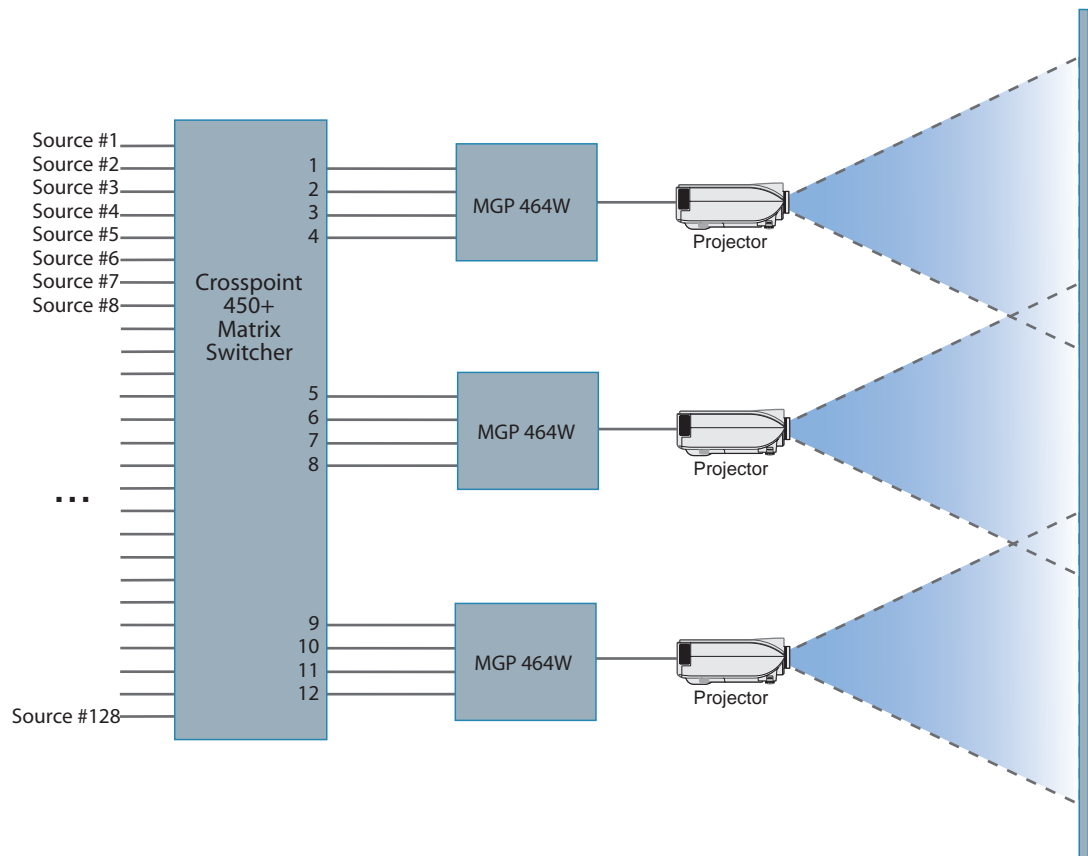 Source #1
Source #2
Source #3
Source #4
Source #5
Source #6
Source #7
Source #8
...
Source #128
Crosspoint
450+
Matrix
Switcher
1
2
3
4
5
6
7
8
9
10
11
12
MGP 464W
Projector
MGP 464W
Projector
MGP 464W
Projector